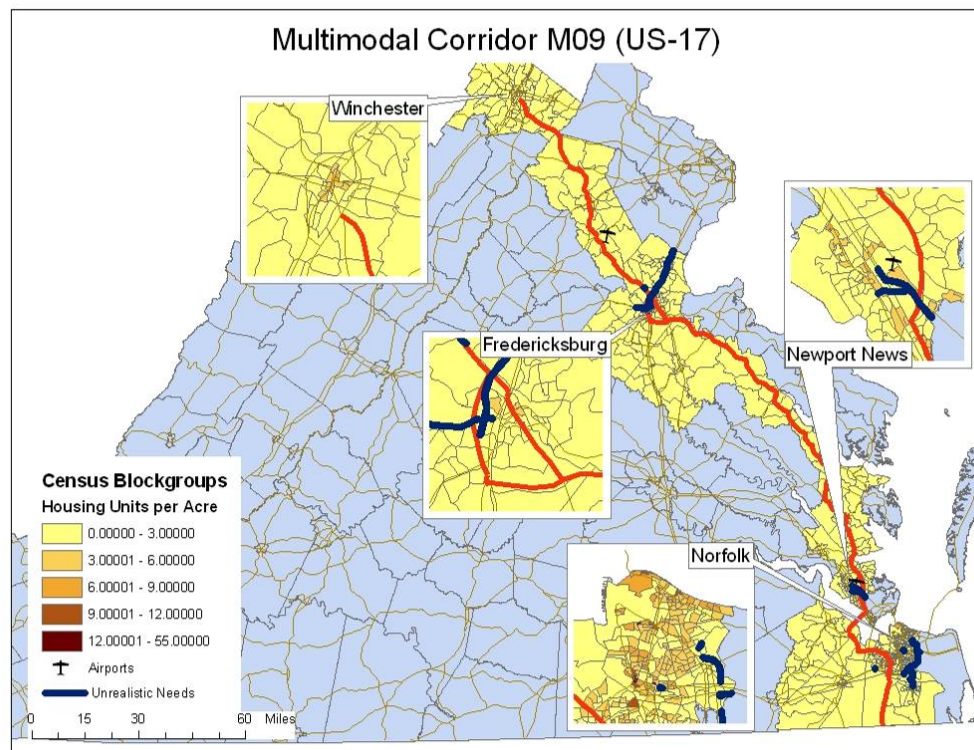 Multimodal Corridor M09 (US-17)
Winchester
Fredericksburg
Newport News
Norfolk
Census Blockgroups
Housing Units per Acre
0.00000 - 3.00000
3.00001 - 6.00000
6.00001 - 9.00000
9.00001 - 12.00000
12.00001 - 55.00000
Airports
Unrealistic Needs
0 15 30 60 Miles